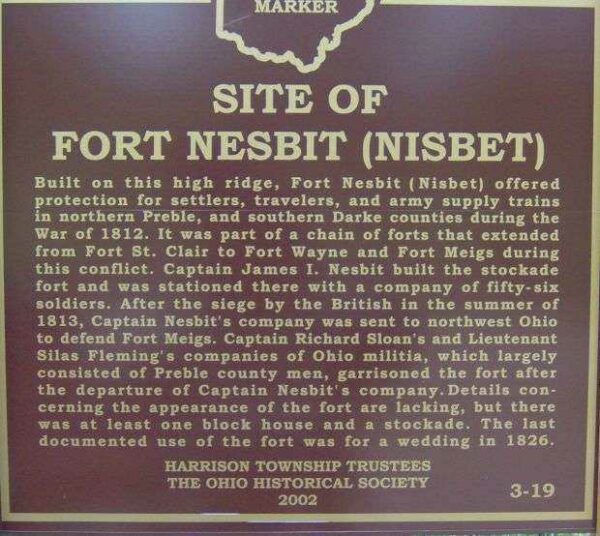 MARKER
SITE OF
FORT NESBIT (NISBET)
Built on this high ridge, Fort Nesbit (Nisbet) offered
protection for settlers, travelers, and army supply trains
in northern Preble, and southern Darke counties during the
War of 1812. It was part of a chain of forts that extended
from Fort St. Clair to Fort Wayne and Fort Meigs during
this conflict. Captain James I. Nesbit built the stockade
fort and was stationed there with a company of fifty-six
soldiers. After the siege by the British in the summer of
1813, Captain Nesbit's company was sent to northwest Ohio
to defend Fort Meigs. Captain Richard Sloan's and Lieutenant
Silas Fleming's companies of Ohio militia, which largely
consisted of Preble county men, garrisoned the fort after
the departure of Captain Nesbit's company. Details con-
cerning the appearance of the fort are lacking, but there
was at least one block house and a stockade. The last
documented use of the fort was for a wedding in 1826.
HARRISON TOWNSHIP TRUSTEES
THE OHIO HISTORICAL SOCIETY
2002
3-19